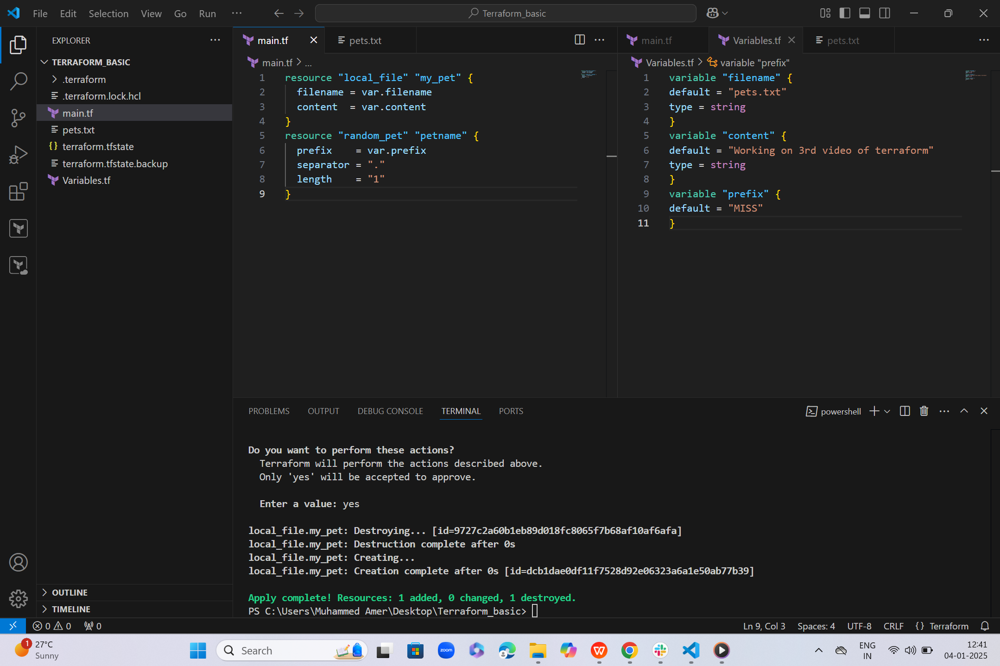 File Edit Selection View Go Run ···
Terraform_basic
EXPLORER
TERRAFORM_BASIC
.terraform
.terraform.lock.hcl
main.tf
pets.txt
{} terraform.tfstate
terraform.tfstate.backup
Variables.tf
OUTLINE
TIMELINE
main.tf pets.txt
main.tf > ...
1 resource "local_file" "my_pet" {
2 filename = var.filename
3 content = var.content
4 }
5 resource "random_pet" "petname" {
6 prefix = var.prefix
7 separator = "."
8 length = "1"
9 }
main.tf Variables.tf pets.txt
Variables.tf > variable "prefix"
1 variable "filename" {
2 default = "pets.txt"
3 type = string
4 }
5 variable "content" {
6 default = "Working on 3rd video of terraform"
7 type = string
8 }
9 variable "prefix" {
10 default = "MISS"
11 }
PROBLEMS OUTPUT DEBUG CONSOLE TERMINAL PORTS
powershell
Do you want to perform these actions?
Terraform will perform the actions described above.
Only 'yes' will be accepted to approve.
Enter a value: yes
local_file.my_pet: Destroying... [id=9727c2a60b1eb89d018fc8065f7b68af10af6afa]
local_file.my_pet: Destruction complete after 0s
local_file.my_pet: Creating...
local_file.my_pet: Creation complete after 0s [id=dcb1dae0df11f7528d92e06323a6a1e50ab77b39]
Apply complete! Resources: 1 added, 0 changed, 1 destroyed.
PS C:\Users\Muhammed Amer\Desktop\Terraform_basic>
0 0 0
Ln 9, Col 3 Spaces: 4 UTF-8 CRLF {} Terraform
1
27°C
Sunny
Search
zoom
ENG
IN
12:41
04-01-2025